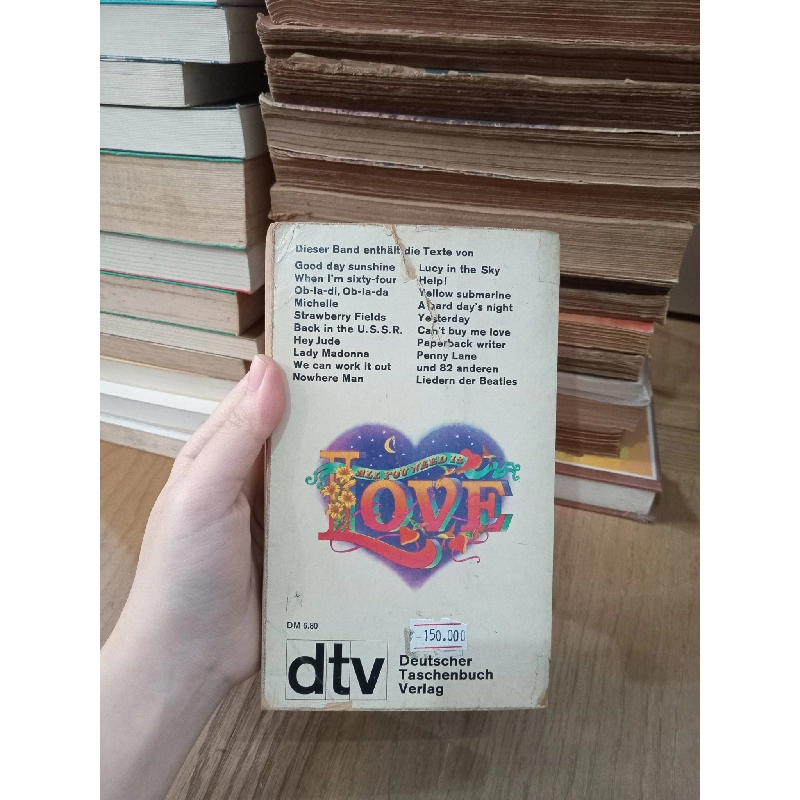 Dieser Band enthält die Texte von
Good day sunshine
When I'm sixty-four
Ob-la-di, Ob-la-da
Michelle
Strawberry Fields
Back in the U.S.S.R.
Hey Jude
Lady Madonna
We can work it out
Nowhere Man
Lucy in the Sky
Help!
Yellow submarine
A hard day's night
Yesterday
Can't buy me love
Paperback writer
Penny Lane
und 82 anderen
Liedern der Beatles
ALL YOU NEED IS
LOVE
DM 6.80
150.000
dtv
Deutscher
Taschenbuch
Verlag